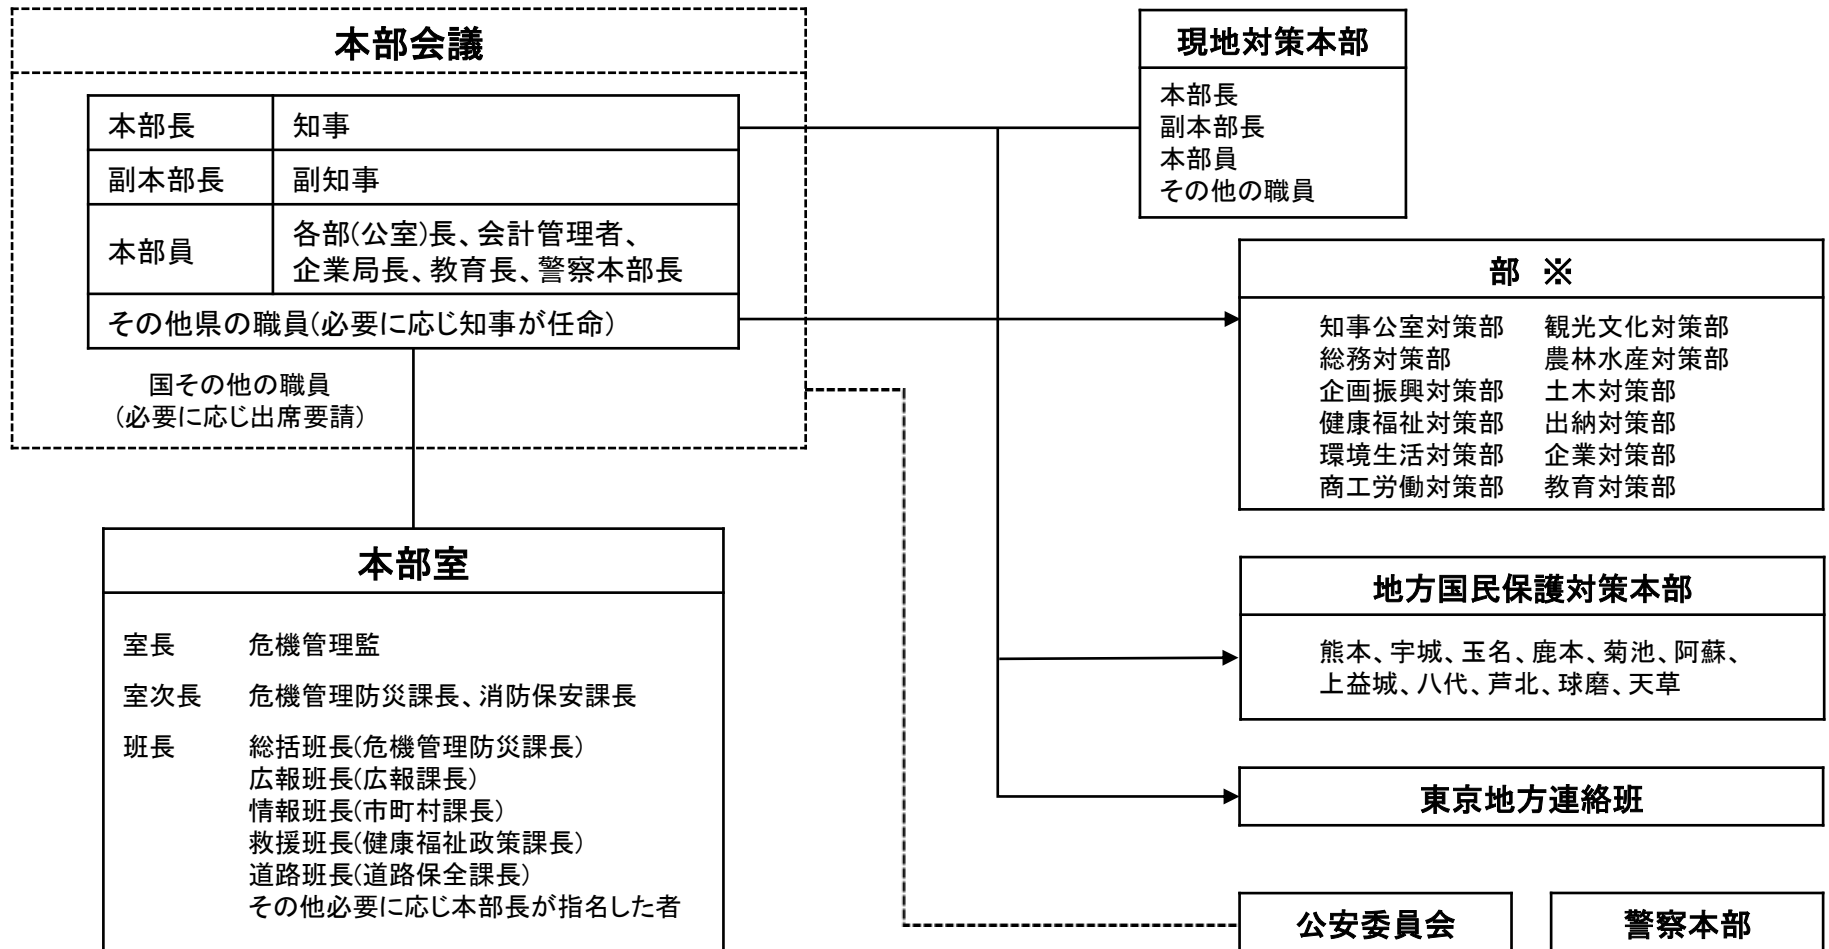 本部会議
本部長 知事
副本部長 副知事
本部員 各部(公室)長、会計管理者、
企業局長、教育長、警察本部長
その他県の職員(必要に応じ知事が任命)
国その他の職員
(必要に応じ出席要請)
本部室
室長 危機管理監
室次長 危機管理防災課長、消防保安課長
班長 総括班長(危機管理防災課長)
広報班長(広報課長)
情報班長(市町村課長)
救援班長(健康福祉政策課長)
道路班長(道路保全課長)
その他必要に応じ本部長が指名した者
現地対策本部
本部長
副本部長
本部員
その他の職員
部 ※
知事公室対策部 観光文化対策部
総務対策部 農林水産対策部
企画振興対策部 土木対策部
健康福祉対策部 出納対策部
環境生活対策部 企業対策部
商工労働対策部 教育対策部
地方国民保護対策本部
熊本、宇城、玉名、鹿本、菊池、阿蘇、
上益城、八代、芦北、球磨、天草
東京地方連絡班
公安委員会 警察本部